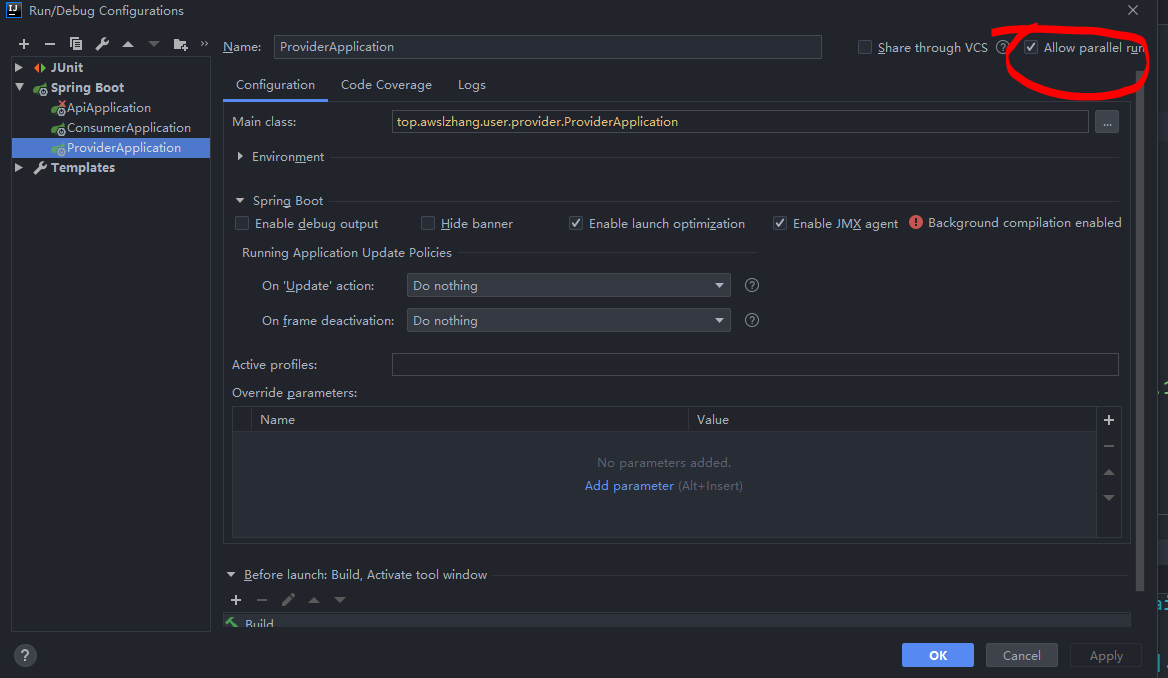 IJ Run/Debug Configurations
Name: ProviderApplication Share through VCS ? Allow parallel run
JUnit
Spring Boot
ApiApplication
ConsumerApplication
ProviderApplication
Templates
Configuration Code Coverage Logs
Main class: top.awslzhang.user.provider.ProviderApplication ...
Environment
Spring Boot
Enable debug output Hide banner Enable launch optimization Enable JMX agent Background compilation enabled
Running Application Update Policies
On 'Update' action: Do nothing ?
On frame deactivation: Do nothing ?
Active profiles:
Override parameters:
Name Value
No parameters added.
Add parameter (Alt+Insert)
Before launch: Build, Activate tool window
Build
? OK Cancel Apply